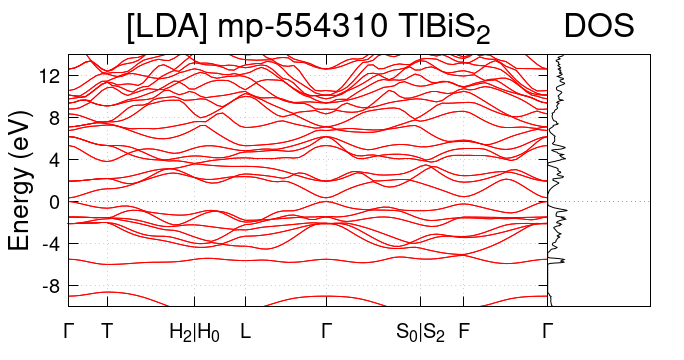 [LDA] mp-554310 TlBiS₂ DOS
Energy (eV)
12
8
4
0
-4
-8
Γ T H₂|H₀ L Γ S₀|S₂ F Γ